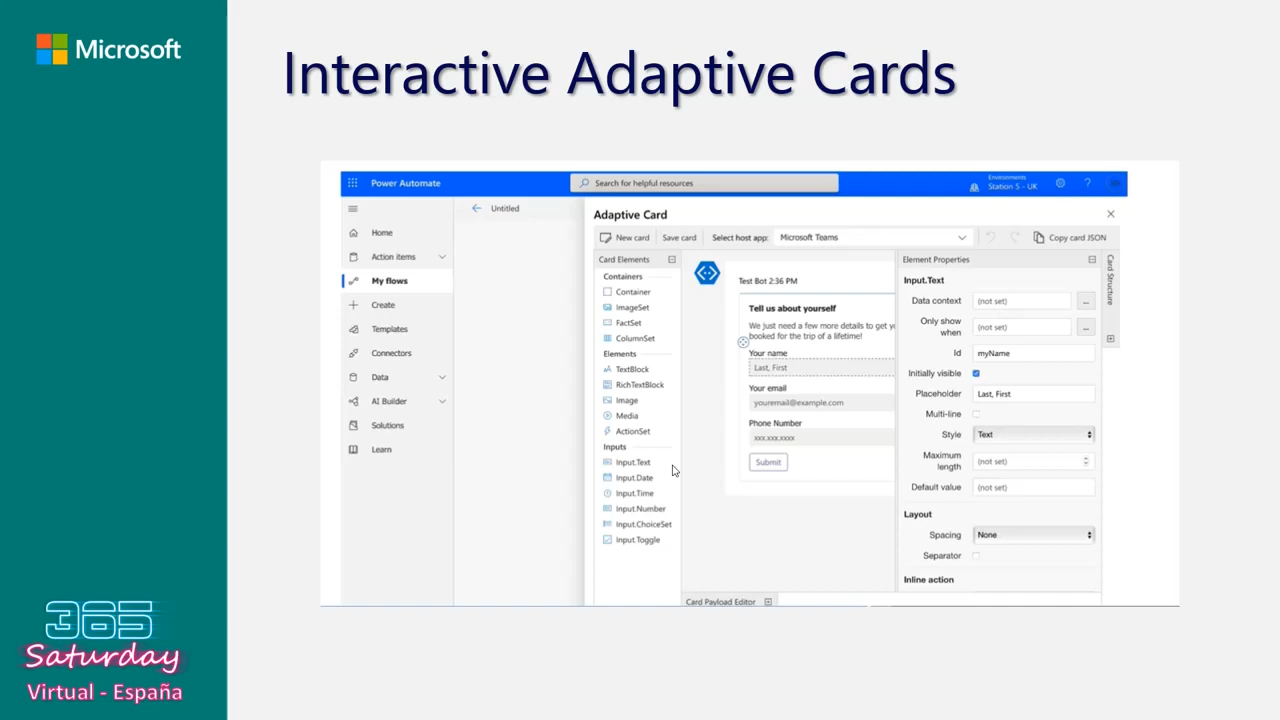 Microsoft
Interactive Adaptive Cards
Power Automate
Search for helpful resources
Environments
Station 5 - UK
?
Untitled
Home
Action items
My flows
Create
Templates
Connectors
Data
AI Builder
Solutions
Learn
Adaptive Card
New card
Save card
Select host app:
Microsoft Teams
Copy card JSON
Card Elements
Containers
Container
ImageSet
FactSet
ColumnSet
Elements
TextBlock
RichTextBlock
Image
Media
ActionSet
Inputs
Input.Text
Input.Date
Input.Time
Input.Number
Input.ChoiceSet
Input.Toggle
Test Bot 2:36 PM
Tell us about yourself
We just need a few more details to get yo
booked for the trip of a lifetime!
Your name
Last, First
Your email
youremail@example.com
Phone Number
xxx.xxx.xxxx
Submit
Card Payload Editor
Element Properties
Input.Text
Data context (not set) ...
Only show when (not set) ...
Id myName
Initially visible
Placeholder Last, First
Multi-line
Style Text
Maximum length (not set)
Default value (not set)
Layout
Spacing None
Separator
Inline action
Card Structure
365
Saturday
Virtual - España